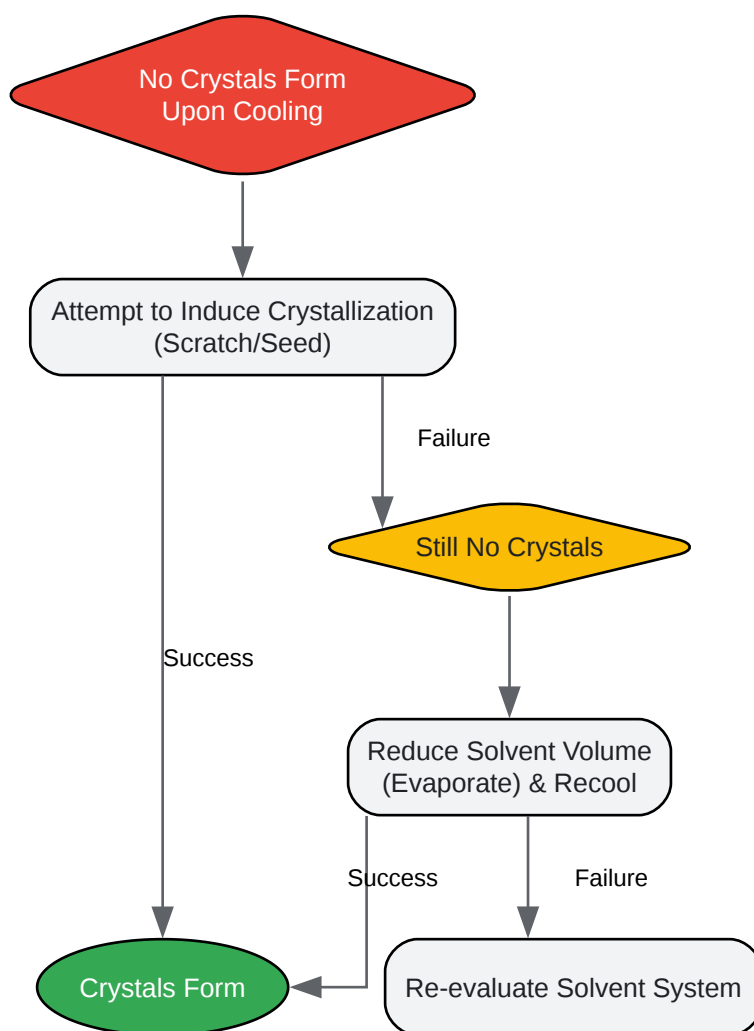 No Crystals Form
Upon Cooling
Attempt to Induce Crystallization
(Scratch/Seed)
Failure
Still No Crystals
Success
Reduce Solvent Volume
(Evaporate) & Recool
Success
Failure
Crystals Form
Re-evaluate Solvent System